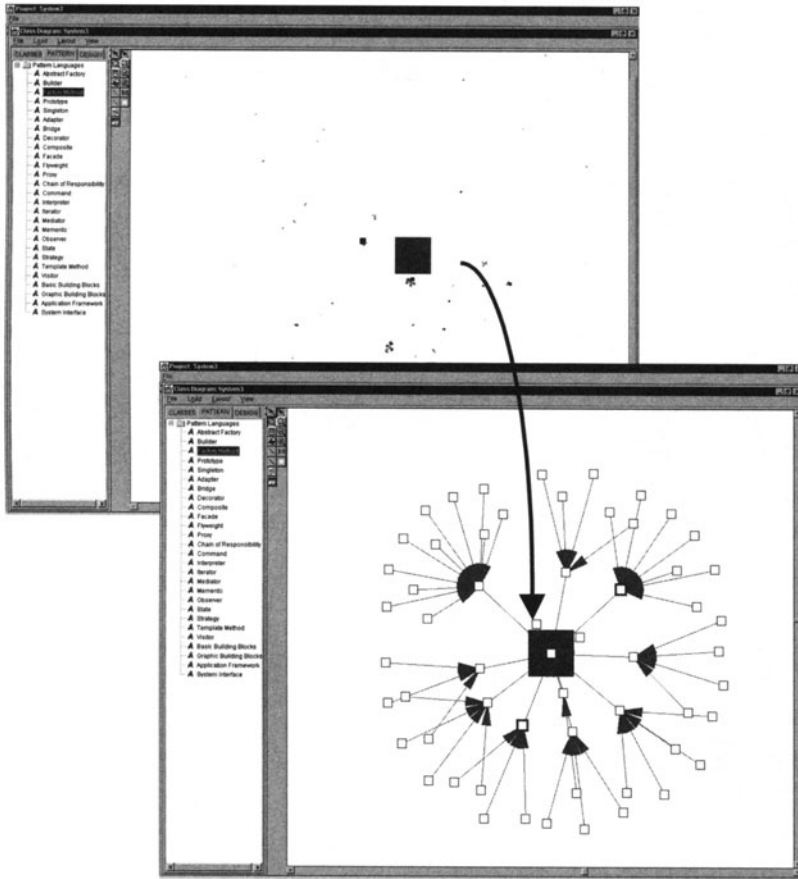 Project: System3
File
Class Diagram: System3
File Load Layout View
CLASSES PATTERN DESIGN
Pattern Languages
Abstract Factory
Builder
Factory Method
Prototype
Singleton
Adapter
Bridge
Decorator
Composite
Facade
Flyweight
Proxy
Chain of Responsibility
Command
Interpreter
Iterator
Mediator
Memento
Observer
State
Strategy
Template Method
Visitor
Basic Building Blocks
Graphic Building Blocks
Application Framework
System Interface
Project: System3
File
Class Diagram: System3
File Load Layout View
CLASSES PATTERN DESIGN
Pattern Languages
Abstract Factory
Builder
Factory Method
Prototype
Singleton
Adapter
Bridge
Decorator
Composite
Facade
Flyweight
Proxy
Chain of Responsibility
Command
Interpreter
Iterator
Mediator
Memento
Observer
State
Strategy
Template Method
Visitor
Basic Building Blocks
Graphic Building Blocks
Application Framework
System Interface